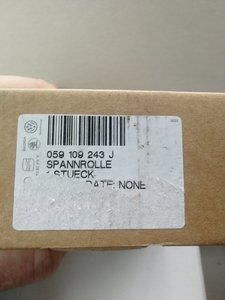 059 109 243 J
SPANNROLLE
1 STUECK
DATE: NONE